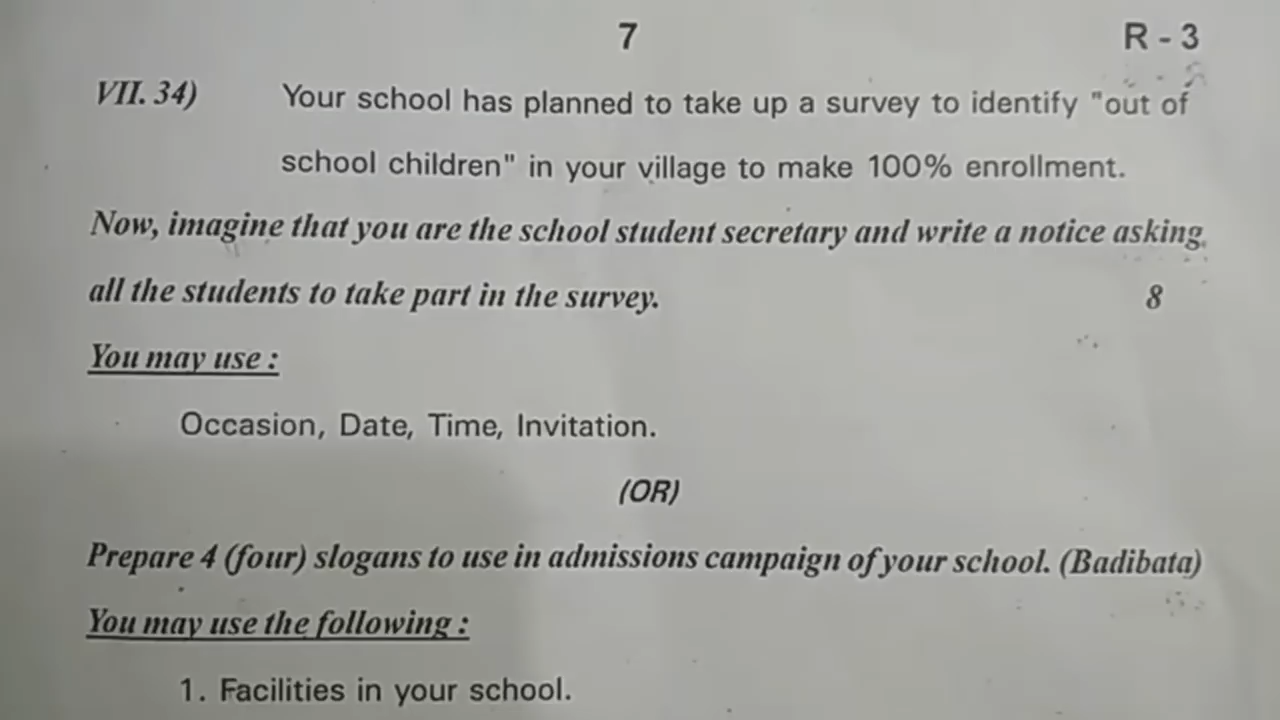 7
R - 3
VII. 34) Your school has planned to take up a survey to identify "out of
school children" in your village to make 100% enrollment.
Now, imagine that you are the school student secretary and write a notice asking
all the students to take part in the survey. 8
You may use :
Occasion, Date, Time, Invitation.
(OR)
Prepare 4 (four) slogans to use in admissions campaign of your school. (Badibata)
You may use the following :
1. Facilities in your school.